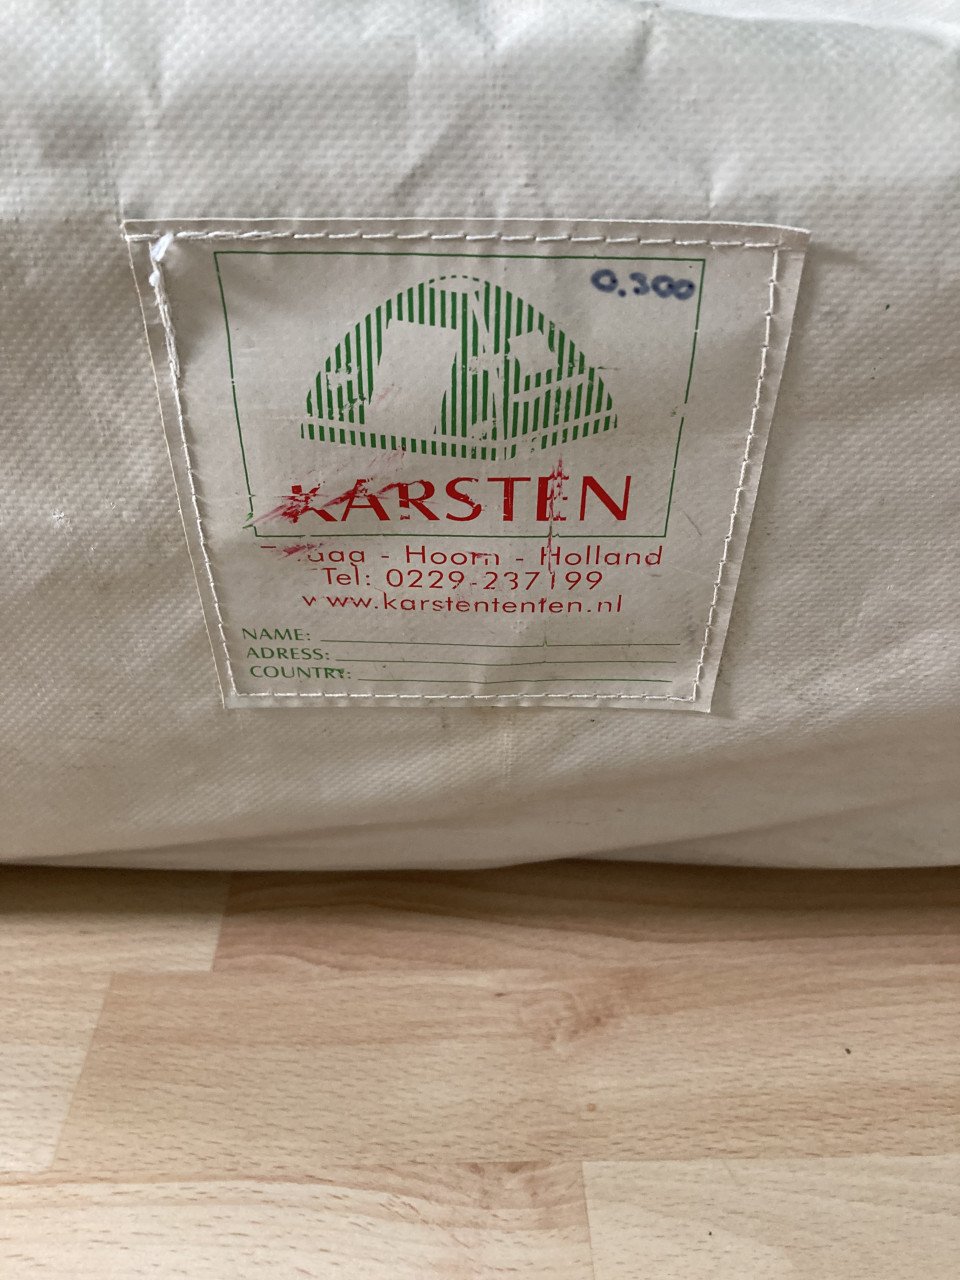 0.300
KARSTEN
- Hoorn - Holland
Tel: 0229-237199
www.karstententen.nl
NAME:
ADRESS:
COUNTRY: